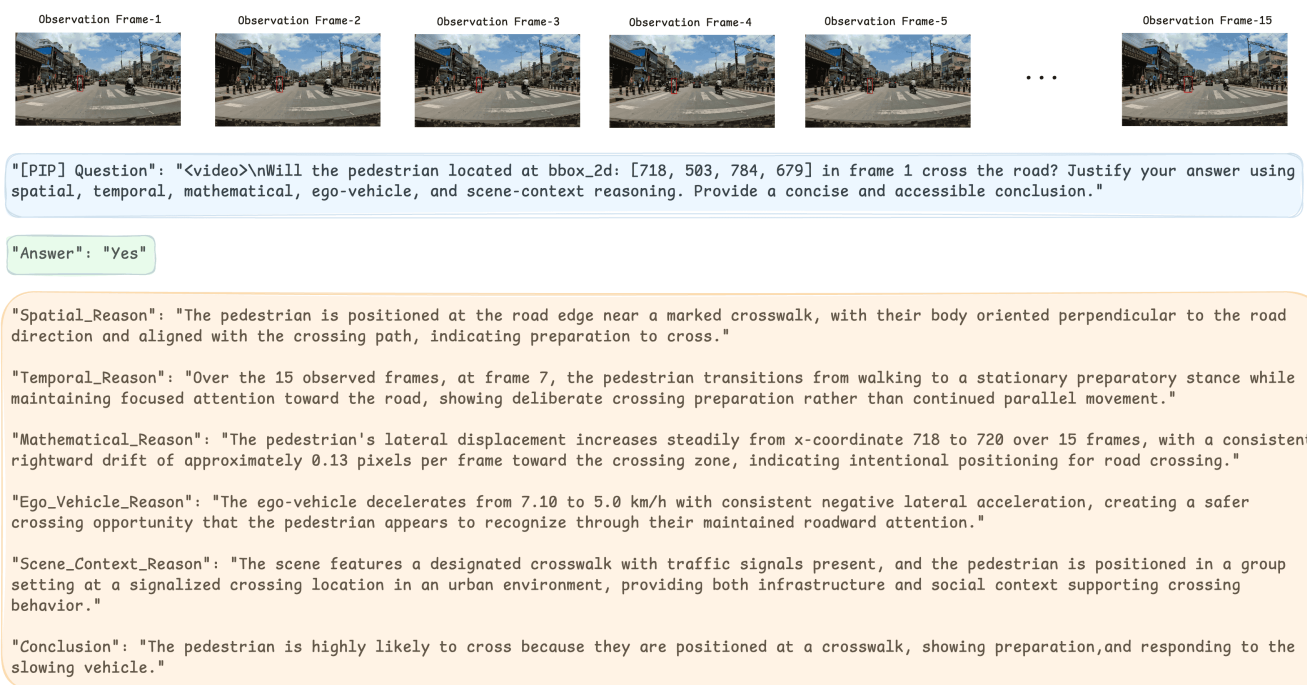 Observation Frame-1
Observation Frame-2
Observation Frame-3
Observation Frame-4
Observation Frame-5
Observation Frame-15
...
"[PIP] Question": "<video>\nWill the pedestrian located at bbox_2d: [718, 503, 784, 679] in frame 1 cross the road? Justify your answer using
spatial, temporal, mathematical, ego-vehicle, and scene-context reasoning. Provide a concise and accessible conclusion."
"Answer": "Yes"
"Spatial_Reason": "The pedestrian is positioned at the road edge near a marked crosswalk, with their body oriented perpendicular to the road
direction and aligned with the crossing path, indicating preparation to cross."
"Temporal_Reason": "Over the 15 observed frames, at frame 7, the pedestrian transitions from walking to a stationary preparatory stance while
maintaining focused attention toward the road, showing deliberate crossing preparation rather than continued parallel movement."
"Mathematical_Reason": "The pedestrian's lateral displacement increases steadily from x-coordinate 718 to 720 over 15 frames, with a consistent
rightward drift of approximately 0.13 pixels per frame toward the crossing zone, indicating intentional positioning for road crossing."
"Ego_Vehicle_Reason": "The ego-vehicle decelerates from 7.10 to 5.0 km/h with consistent negative lateral acceleration, creating a safer
crossing opportunity that the pedestrian appears to recognize through their maintained roadward attention."
"Scene_Context_Reason": "The scene features a designated crosswalk with traffic signals present, and the pedestrian is positioned in a group
setting at a signalized crossing location in an urban environment, providing both infrastructure and social context supporting crossing
behavior."
"Conclusion": "The pedestrian is highly likely to cross because they are positioned at a crosswalk, showing preparation,and responding to the
slowing vehicle."